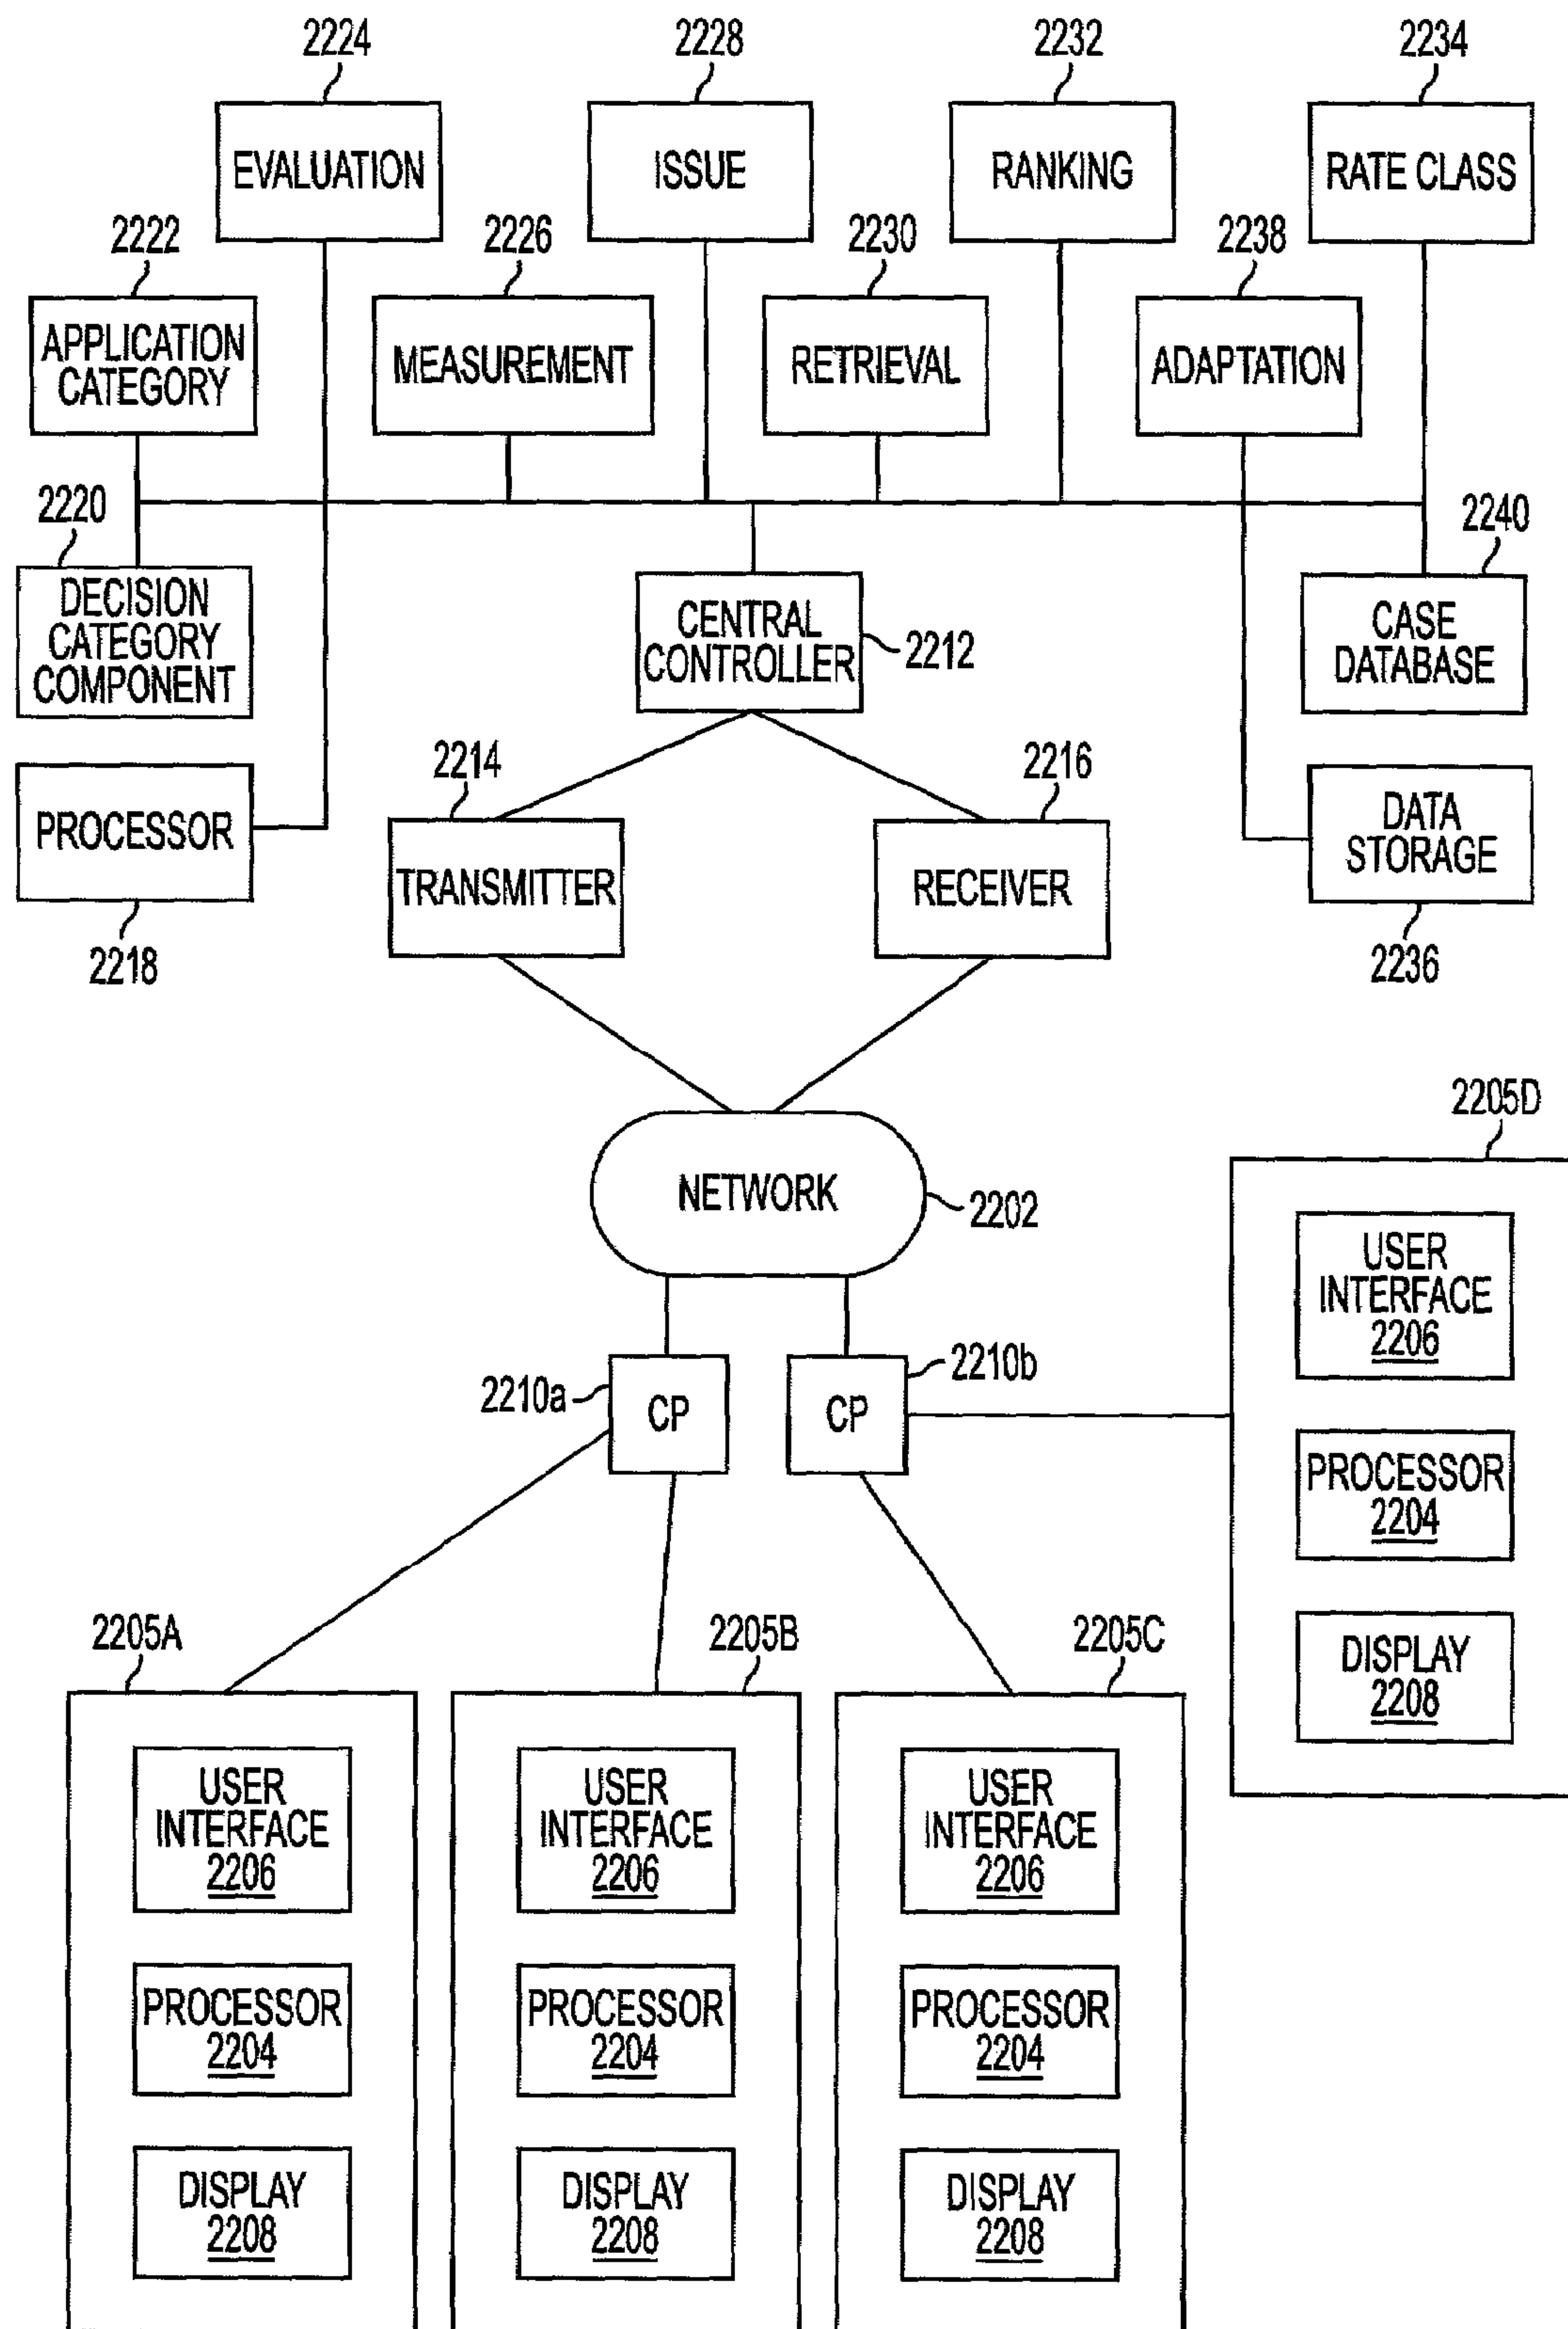 2224
2228
2232
2234
EVALUATION
ISSUE
RANKING
RATE CLASS
2222
2226
2230
2238
APPLICATION
CATEGORY
MEASUREMENT
RETRIEVAL
ADAPTATION
2220
2240
DECISION
CATEGORY
COMPONENT
CENTRAL
CONTROLLER
2212
CASE
DATABASE
2214
2216
PROCESSOR
TRANSMITTER
RECEIVER
DATA
STORAGE
2218
2236
2205D
NETWORK
2202
USER
INTERFACE
2206
2210a
CP
CP
2210b
PROCESSOR
2204
DISPLAY
2208
2205A
2205B
2205C
USER
INTERFACE
2206
PROCESSOR
2204
DISPLAY
2208
USER
INTERFACE
2206
PROCESSOR
2204
DISPLAY
2208
USER
INTERFACE
2206
PROCESSOR
2204
DISPLAY
2208